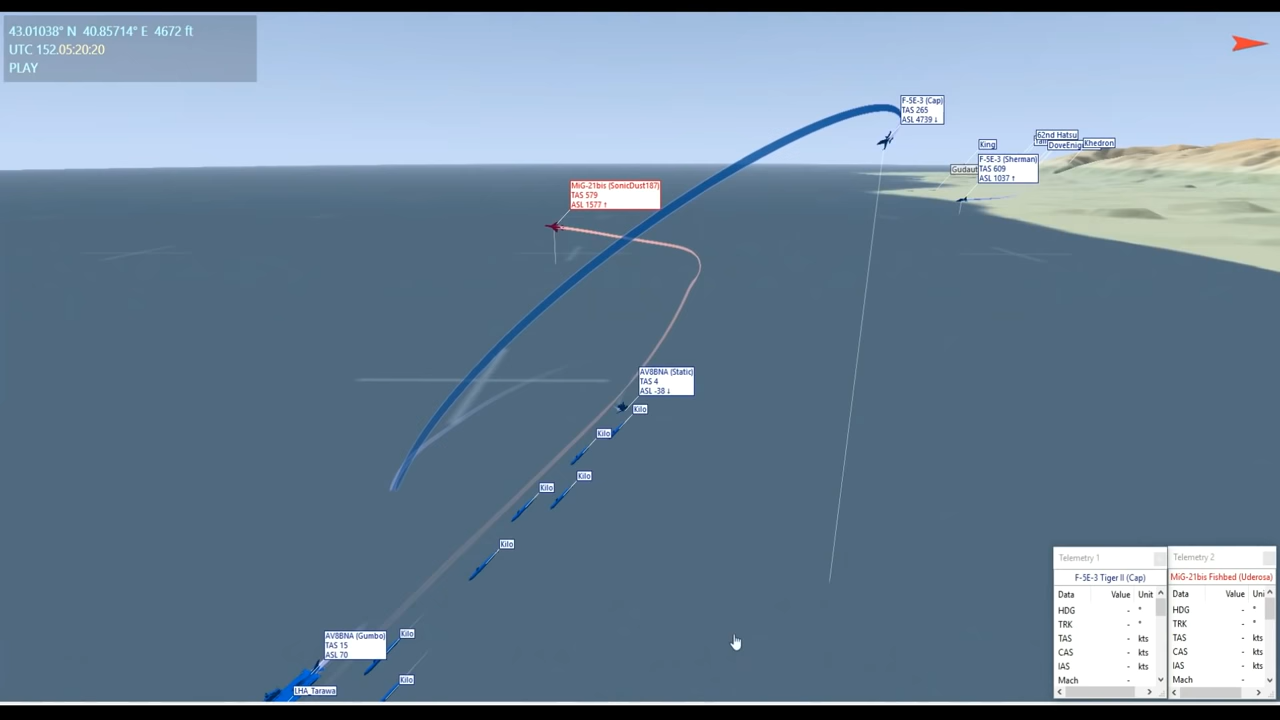 43.01038° N  40.85714° E  4672 ft
UTC 152.05:20:20
PLAY
F-5E-3 (Cap)
TAS 265
ASL 4739 ↓
62nd Hatsu
King
DoveEnig
Khedron
F-5E-3 (Sherman)
TAS 609
ASL 1037 ↑
Gudaut
MiG-21bis (SonicDust187)
TAS 579
ASL 1577 ↑
AV8BNA (Static)
TAS 4
ASL -38 ↓
Kilo
Kilo
Kilo
Kilo
Kilo
Kilo
AV8BNA (Gumbo)
TAS 15
ASL 70
Kilo
LHA_Tarawa
Telemetry 1
F-5E-3 Tiger II (Cap)
Data Value Unit
HDG - °
TRK - °
TAS - kts
CAS - kts
IAS - kts
Mach -
Telemetry 2
MiG-21bis Fishbed (Uderosa)
Data Value Uni
HDG - °
TRK - °
TAS - kts
CAS - kts
IAS - kts
Mach -